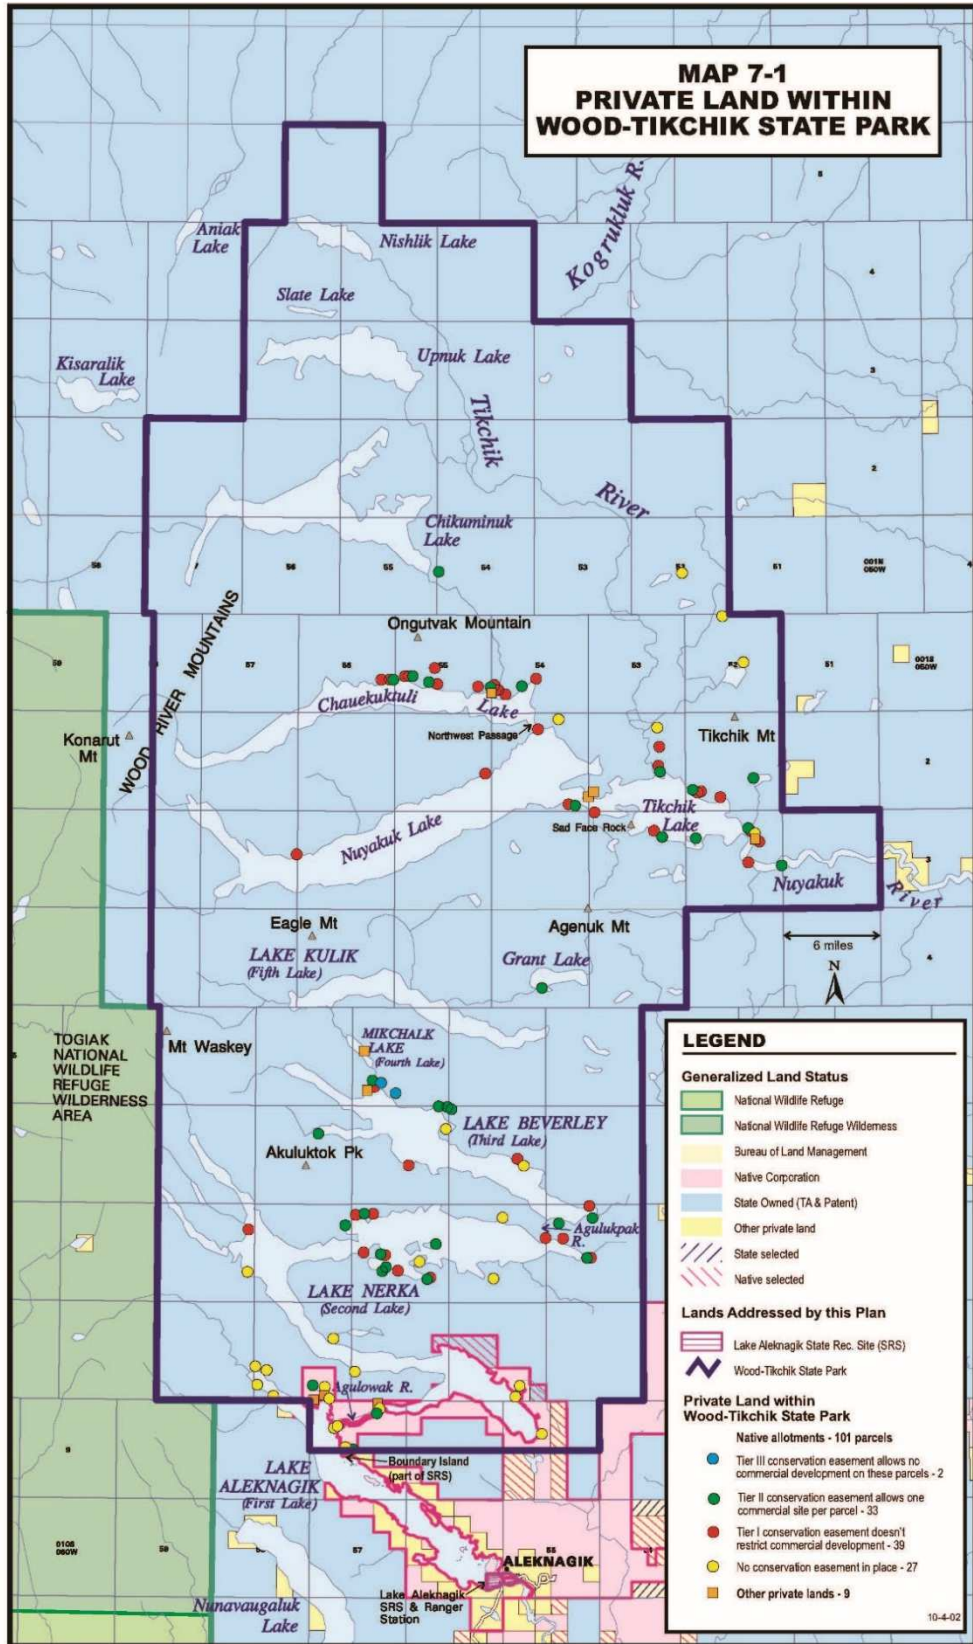 MAP 7-1
PRIVATE LAND WITHIN
WOOD-TIKCHIK STATE PARK
Kogrukluk R.
Aniak
Lake
Nishlik Lake
Slate Lake
Upnuk Lake
Kisaralik
Lake
Tikchik
River
Chikuminuk
Lake
WOOD RIVER MOUNTAINS
Ongutvak Mountain
Chauekuktuli
Lake
Northwest Passage
Konarut
Mt
Tikchik Mt
Nuyakuk Lake
Sad Face Rock
Tikchik
Lake
Nuyakuk
River
Eagle Mt
Agenuk Mt
LAKE KULIK
(Fifth Lake)
Grant Lake
6 miles
N
TOGIAK
NATIONAL
WILDLIFE
REFUGE
WILDERNESS
AREA
Mt Waskey
MIKCHALK
LAKE
(Fourth Lake)
LAKE BEVERLEY
(Third Lake)
Akuluktok Pk
Agulukpak
R.
LAKE NERKA
(Second Lake)
Agulowak R.
LAKE
ALEKNAGIK
(First Lake)
Boundary Island
(part of SRS)
ALEKNAGIK
Lake Aleknagik
SRS & Ranger
Station
Nunavaugaluk
Lake
LEGEND
Generalized Land Status
National Wildlife Refuge
National Wildlife Refuge Wilderness
Bureau of Land Management
Native Corporation
State Owned (TA & Patent)
Other private land
State selected
Native selected
Lands Addressed by this Plan
Lake Aleknagik State Rec. Site (SRS)
Wood-Tikchik State Park
Private Land within
Wood-Tikchik State Park
Native allotments - 101 parcels
Tier III conservation easement allows no
commercial development on these parcels - 2
Tier II conservation easement allows one
commercial site per parcel - 33
Tier I conservation easement doesn't
restrict commercial development - 39
No conservation easement in place - 27
Other private lands - 9
10-4-02